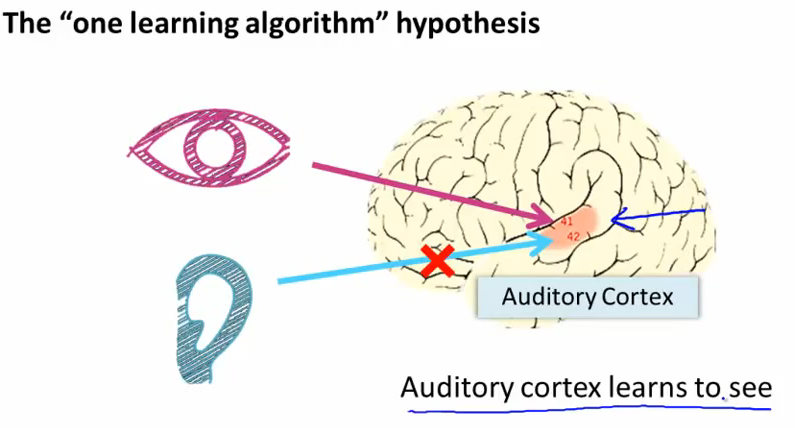 The “one learning algorithm” hypothesis
41
42
Auditory Cortex
Auditory cortex learns to see